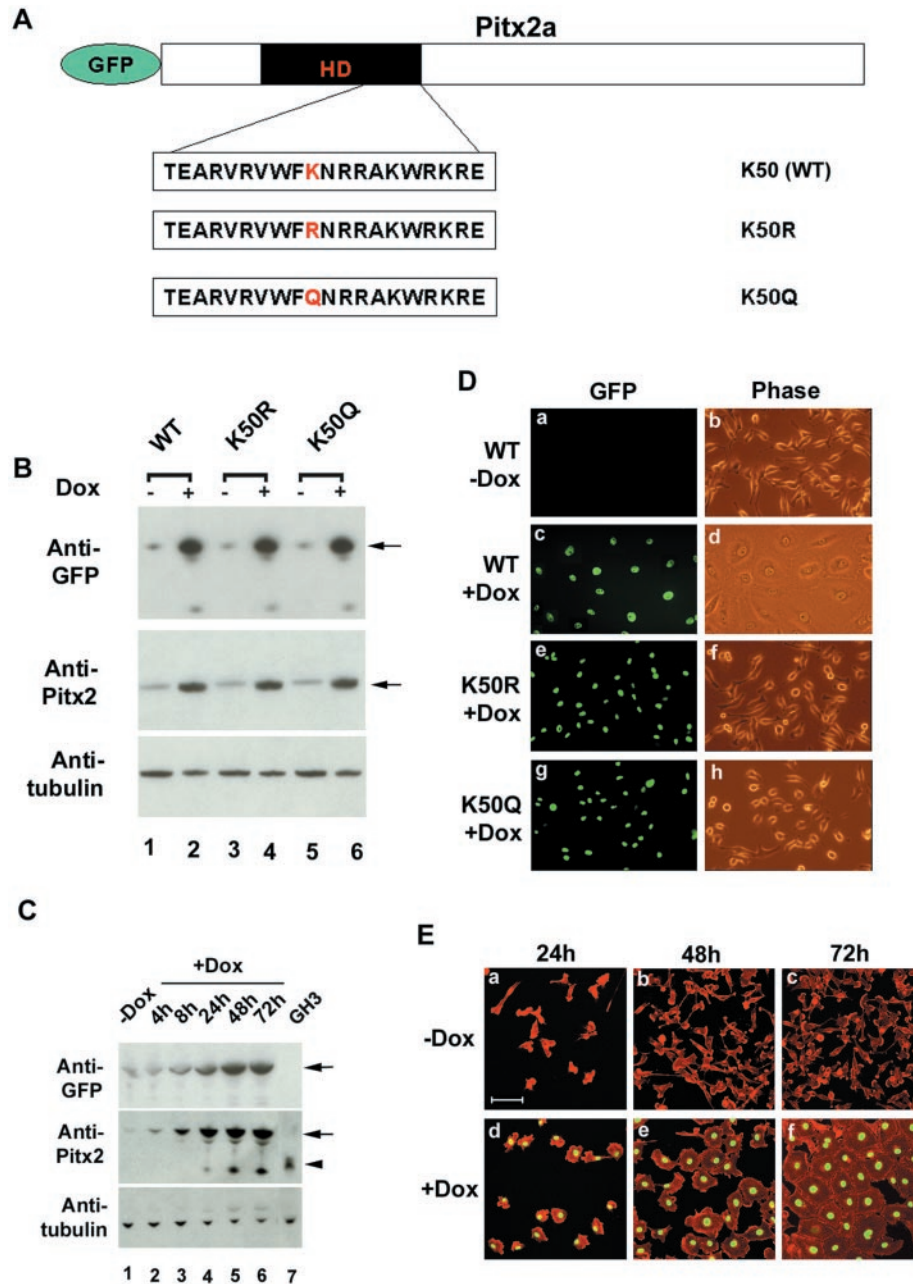 A
Pitx2a
GFP
HD
TEARVRVWFKNRRAKWRKRE
K50 (WT)
TEARVRVWFRNRRAKWRKRE
K50R
TEARVRVWFQNRRAKWRKRE
K50Q
B
WT
K50R
K50Q
Dox
- + - + - +
Anti-
GFP
Anti-
Pitx2
Anti-
tubulin
1 2 3 4 5 6
C
+Dox
-Dox 4h 8h 24h 48h 72h GH3
Anti-
GFP
Anti-
Pitx2
Anti-
tubulin
1 2 3 4 5 6 7
D
GFP Phase
WT
-Dox
a b
WT
+Dox
c d
K50R
+Dox
e f
K50Q
+Dox
g h
E
24h 48h 72h
-Dox
a b c
+Dox
d e f